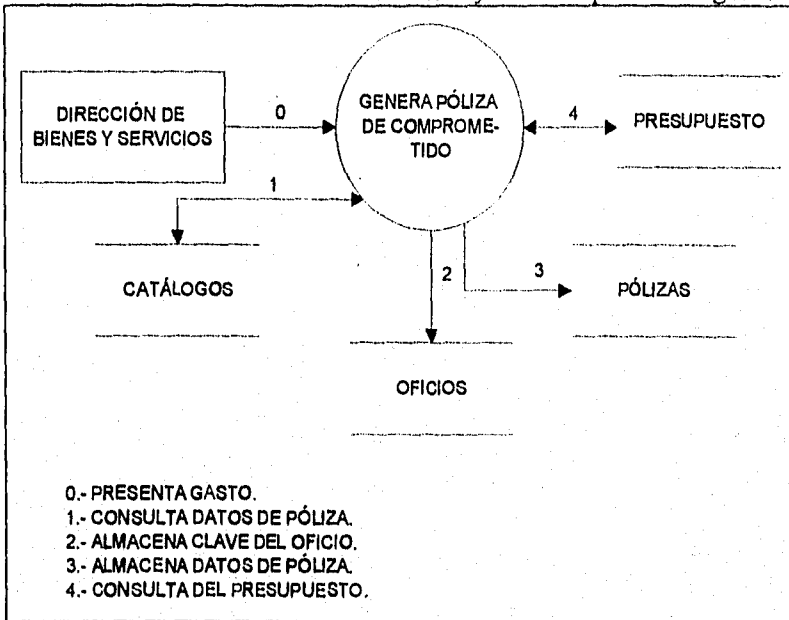 DIRECCIÓN DE
BIENES Y SERVICIOS
0
GENERA PÓLIZA
DE COMPROME-
TIDO
4
PRESUPUESTO
1
CATÁLOGOS
2
3
PÓLIZAS
OFICIOS
0.- PRESENTA GASTO.
1.- CONSULTA DATOS DE PÓLIZA.
2.- ALMACENA CLAVE DEL OFICIO.
3.- ALMACENA DATOS DE PÓLIZA.
4.- CONSULTA DEL PRESUPUESTO.